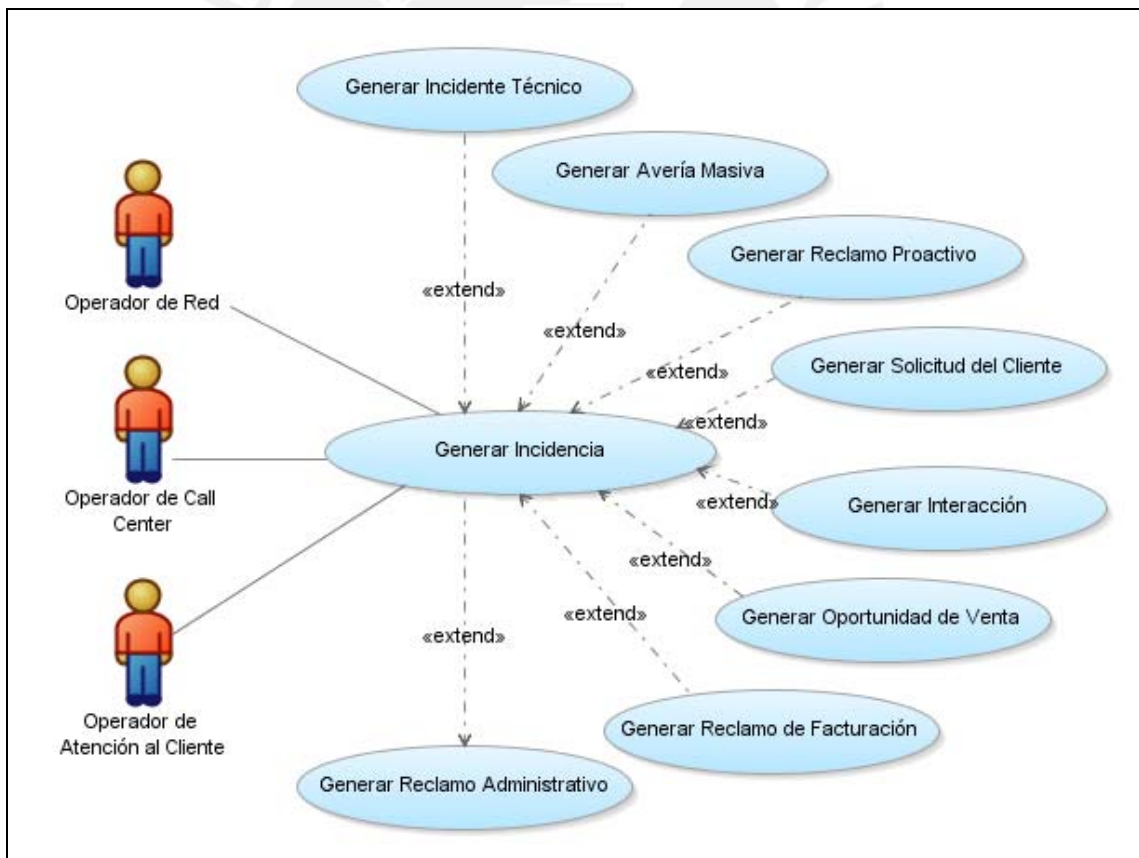 Generar Incidente Técnico
Generar Avería Masiva
Generar Reclamo Proactivo
Operador de Red
«extend»
«extend»
«extend»
Generar Solicitud del Cliente
«extend»
Generar Incidencia
Operador de Call
Center
«extend»
Generar Interacción
«extend»
Generar Oportunidad de Venta
«extend»
«extend»
Operador de
Atención al Cliente
Generar Reclamo de Facturación
Generar Reclamo Administrativo